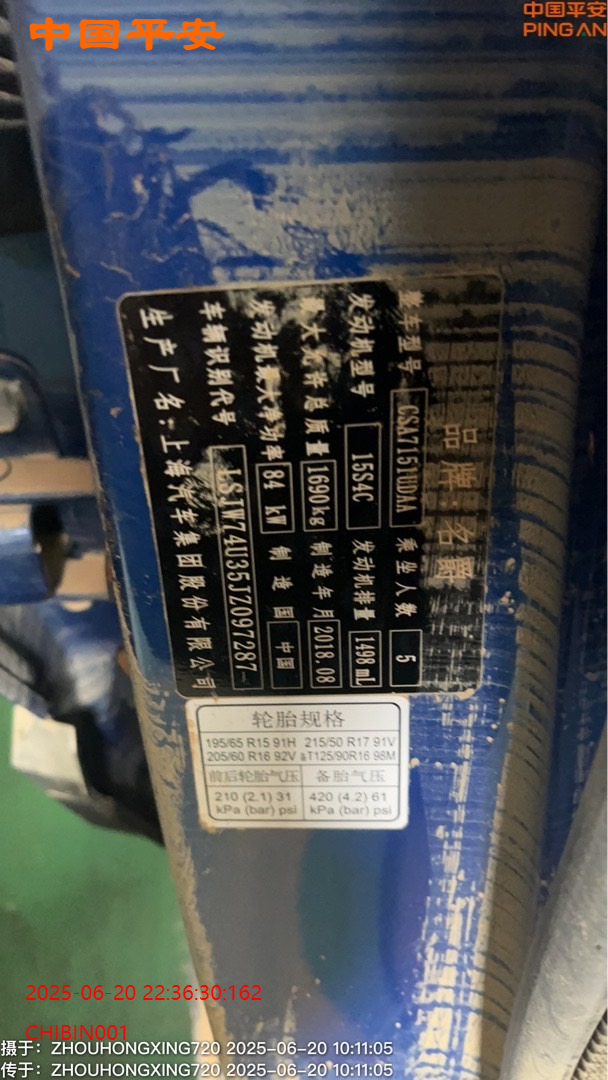 中国平安
中国平安
PINGAN
品牌:名爵
整车型号 CSA7151UDAA 乘坐人数 5
发动机型号 15S4C 发动机排量 1498 mL
最大允许总质量 1690kg 制造年月 2018.08
发动机最大净功率 84 kW 制造国 中国
车辆识别代号 LSJW74U35JZ097287
生产厂名:上海汽车集团股份有限公司
轮胎规格
195/65 R15 91H 215/50 R17 91V
205/60 R16 92V T125/90R16 98M
前后轮胎气压 备胎气压
210 (2.1) 31 420 (4.2) 61
kPa (bar) psi kPa (bar) psi
2025-06-20 22:36:30:162
CHIBIN001
摄于：ZHOUHONGXING720 2025-06-20 10:11:05
传于：ZHOUHONGXING720 2025-06-20 10:11:05